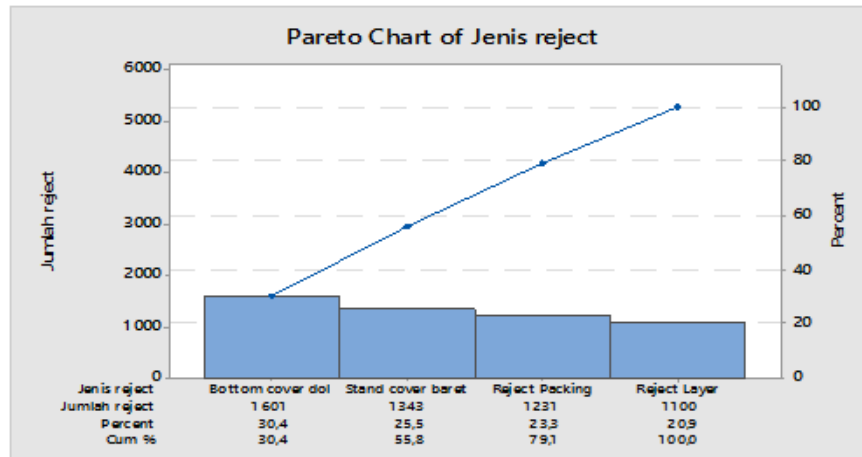 Pareto Chart of Jenis reject
6000
5000
4000
3000
2000
1000
0
Jumlah reject
100
80
60
40
20
0
Percent
Jenis reject Bottom cover dol Stand cover baret Reject Packing Reject Layer
Jumlah reject 1601 1343 1231 1100
Percent 30,4 25,5 23,3 20,9
Cum % 30,4 55,8 79,1 100,0